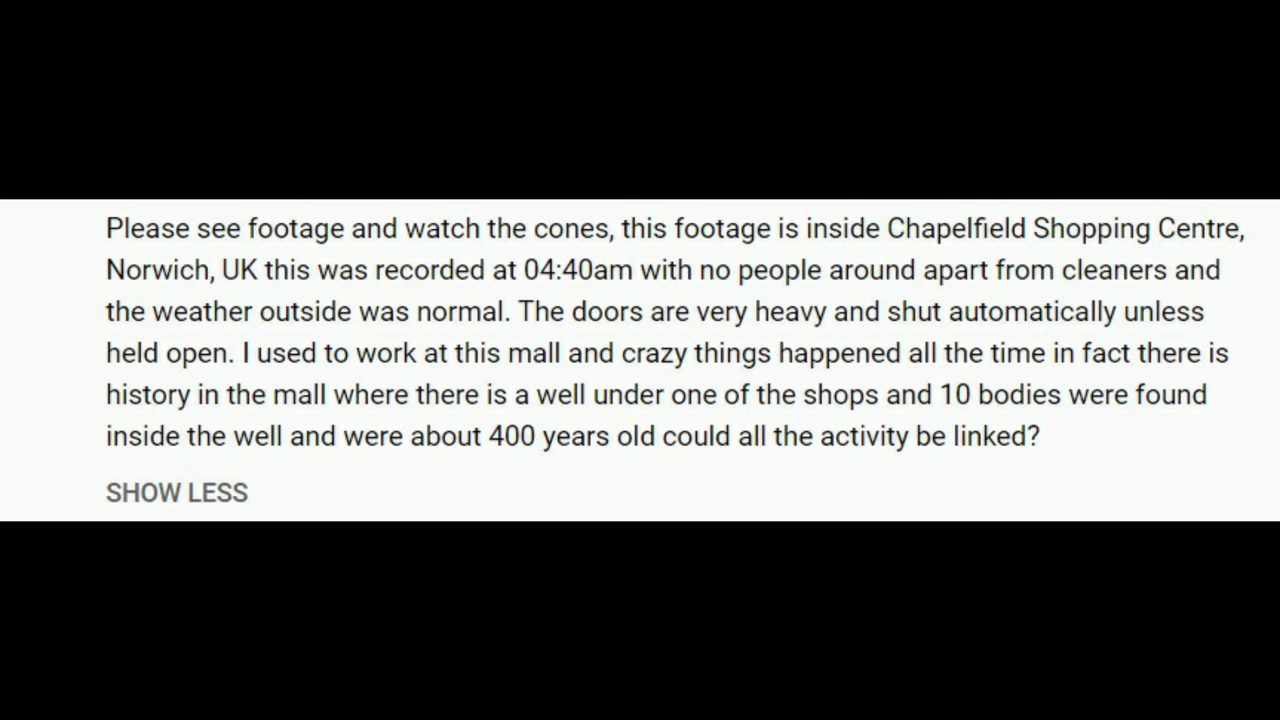 Please see footage and watch the cones, this footage is inside Chapelfield Shopping Centre,
Norwich, UK this was recorded at 04:40am with no people around apart from cleaners and
the weather outside was normal. The doors are very heavy and shut automatically unless
held open. I used to work at this mall and crazy things happened all the time in fact there is
history in the mall where there is a well under one of the shops and 10 bodies were found
inside the well and were about 400 years old could all the activity be linked?
SHOW LESS